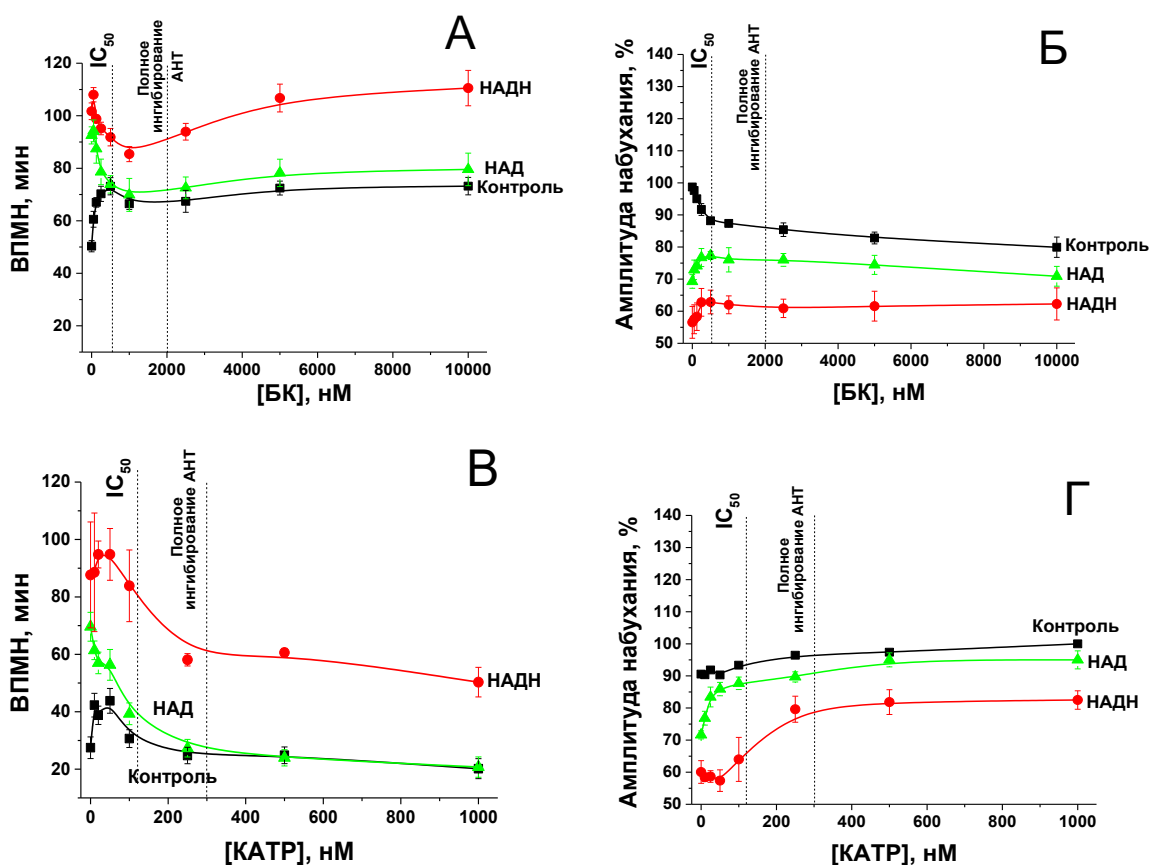 А
ВПМН, мин
120
100
80
60
40
20
IC50
Полное
ингибирование
АНТ
НАДН
НАД
Контроль
0 2000 4000 6000 8000 10000
[БК], нМ
Б
Амплитуда набухания, %
140
130
120
110
100
90
80
70
60
50
IC50
Полное
ингибирование АНТ
Контроль
НАД
НАДН
0 2000 4000 6000 8000 10000
[БК], нМ
В
ВПМН, мин
120
100
80
60
40
20
IC50
Полное
ингибирование АНТ
НАДН
НАД
Контроль
0 200 400 600 800 1000
[КАТР], нМ
Г
Амплитуда набухания, %
140
130
120
110
100
90
80
70
60
50
IC50
Полное
ингибирование АНТ
Контроль
НАД
НАДН
0 200 400 600 800 1000
[КАТР], нМ